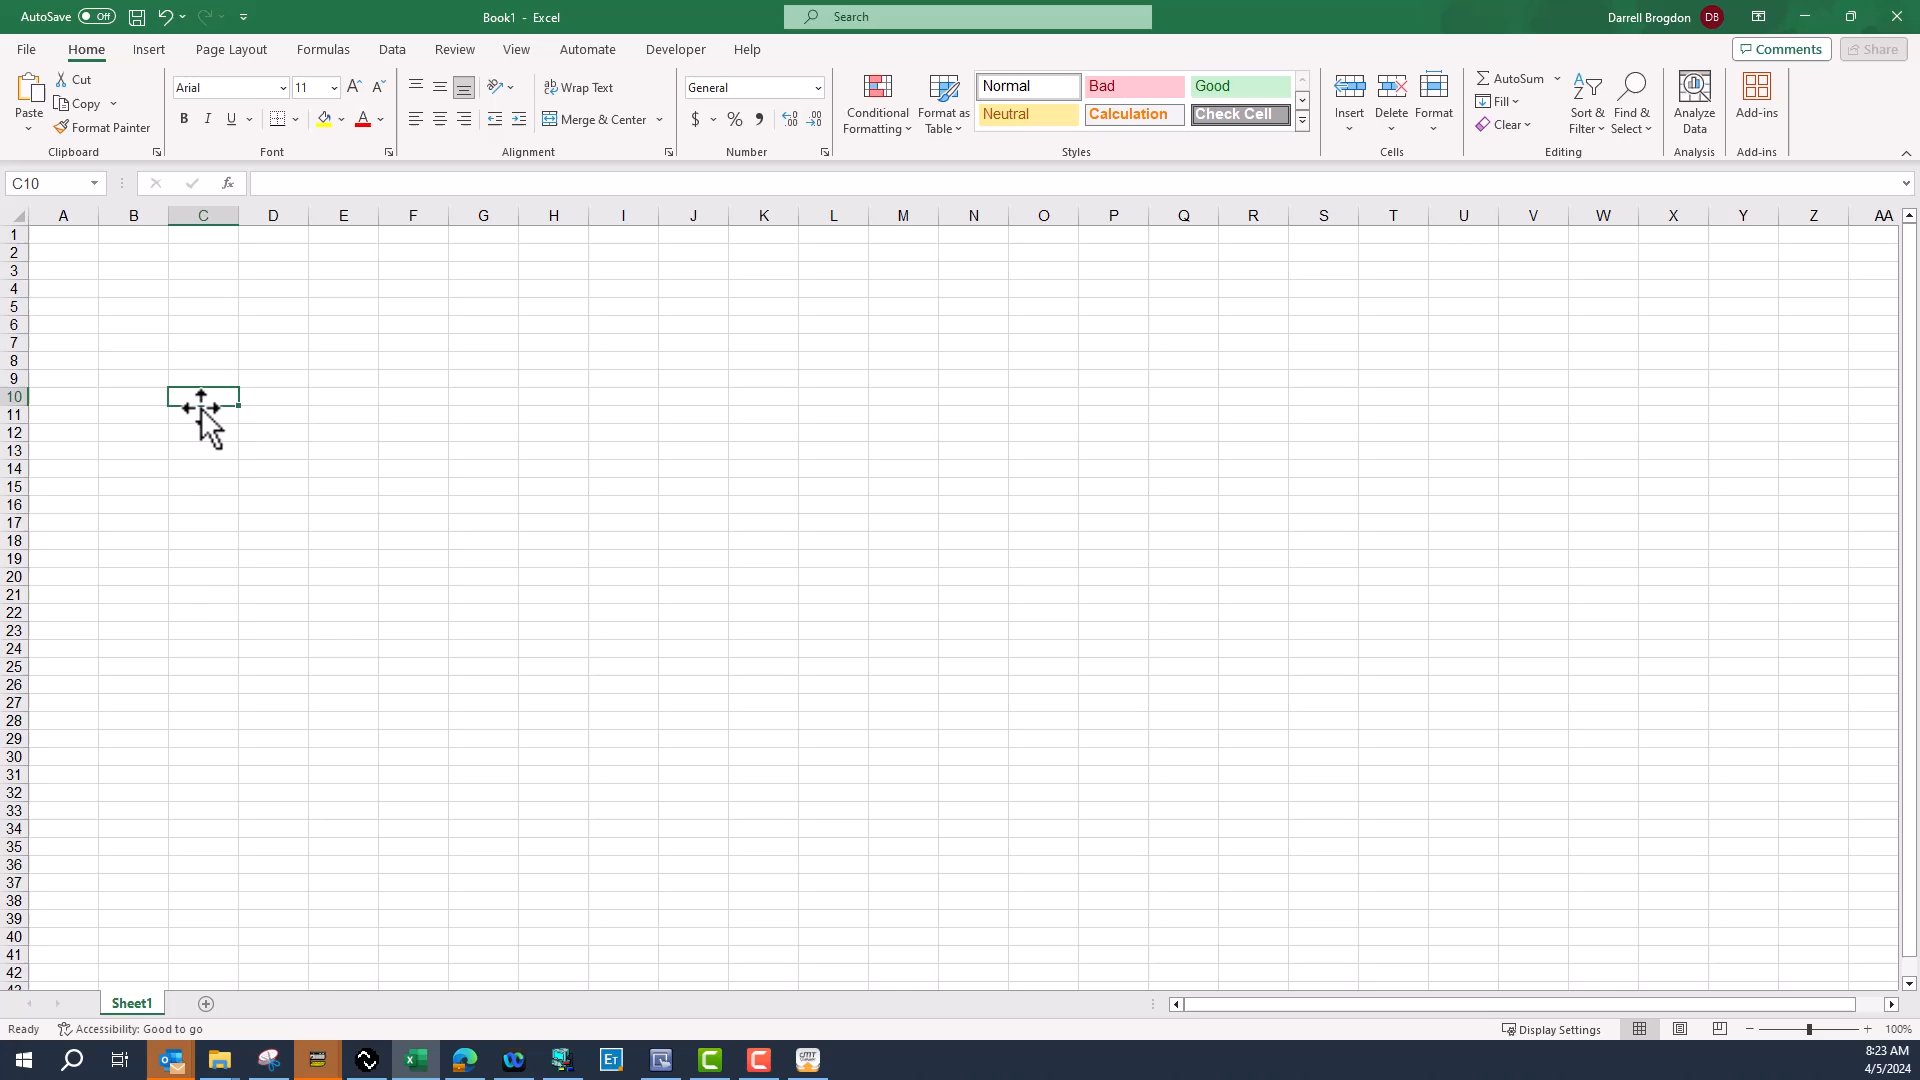 AutoSave Off Book1 - Excel Search Darrell Brogdon DB
File Home Insert Page Layout Formulas Data Review View Automate Developer Help Comments Share
Paste Cut Copy Format Painter
Clipboard
Arial 11
B I U A
Font
Wrap Text
Merge & Center
Alignment
General
$ % 9
Number
Conditional Formatting
Format as Table
Normal Bad Good
Neutral Calculation Check Cell
Styles
Insert Delete Format
Cells
AutoSum
Fill
Clear
Sort & Filter
Find & Select
Editing
Analyze Data
Analysis
Add-ins
Add-ins
C10 fx
A B C D E F G H I J K L M N O P Q R S T U V W X Y Z AA
1
2
3
4
5
6
7
8
9
10
11
12
13
14
15
16
17
18
19
20
21
22
23
24
25
26
27
28
29
30
31
32
33
34
35
36
37
38
39
40
41
42
Sheet1
Ready Accessibility: Good to go Display Settings 100%
8:23 AM
4/5/2024